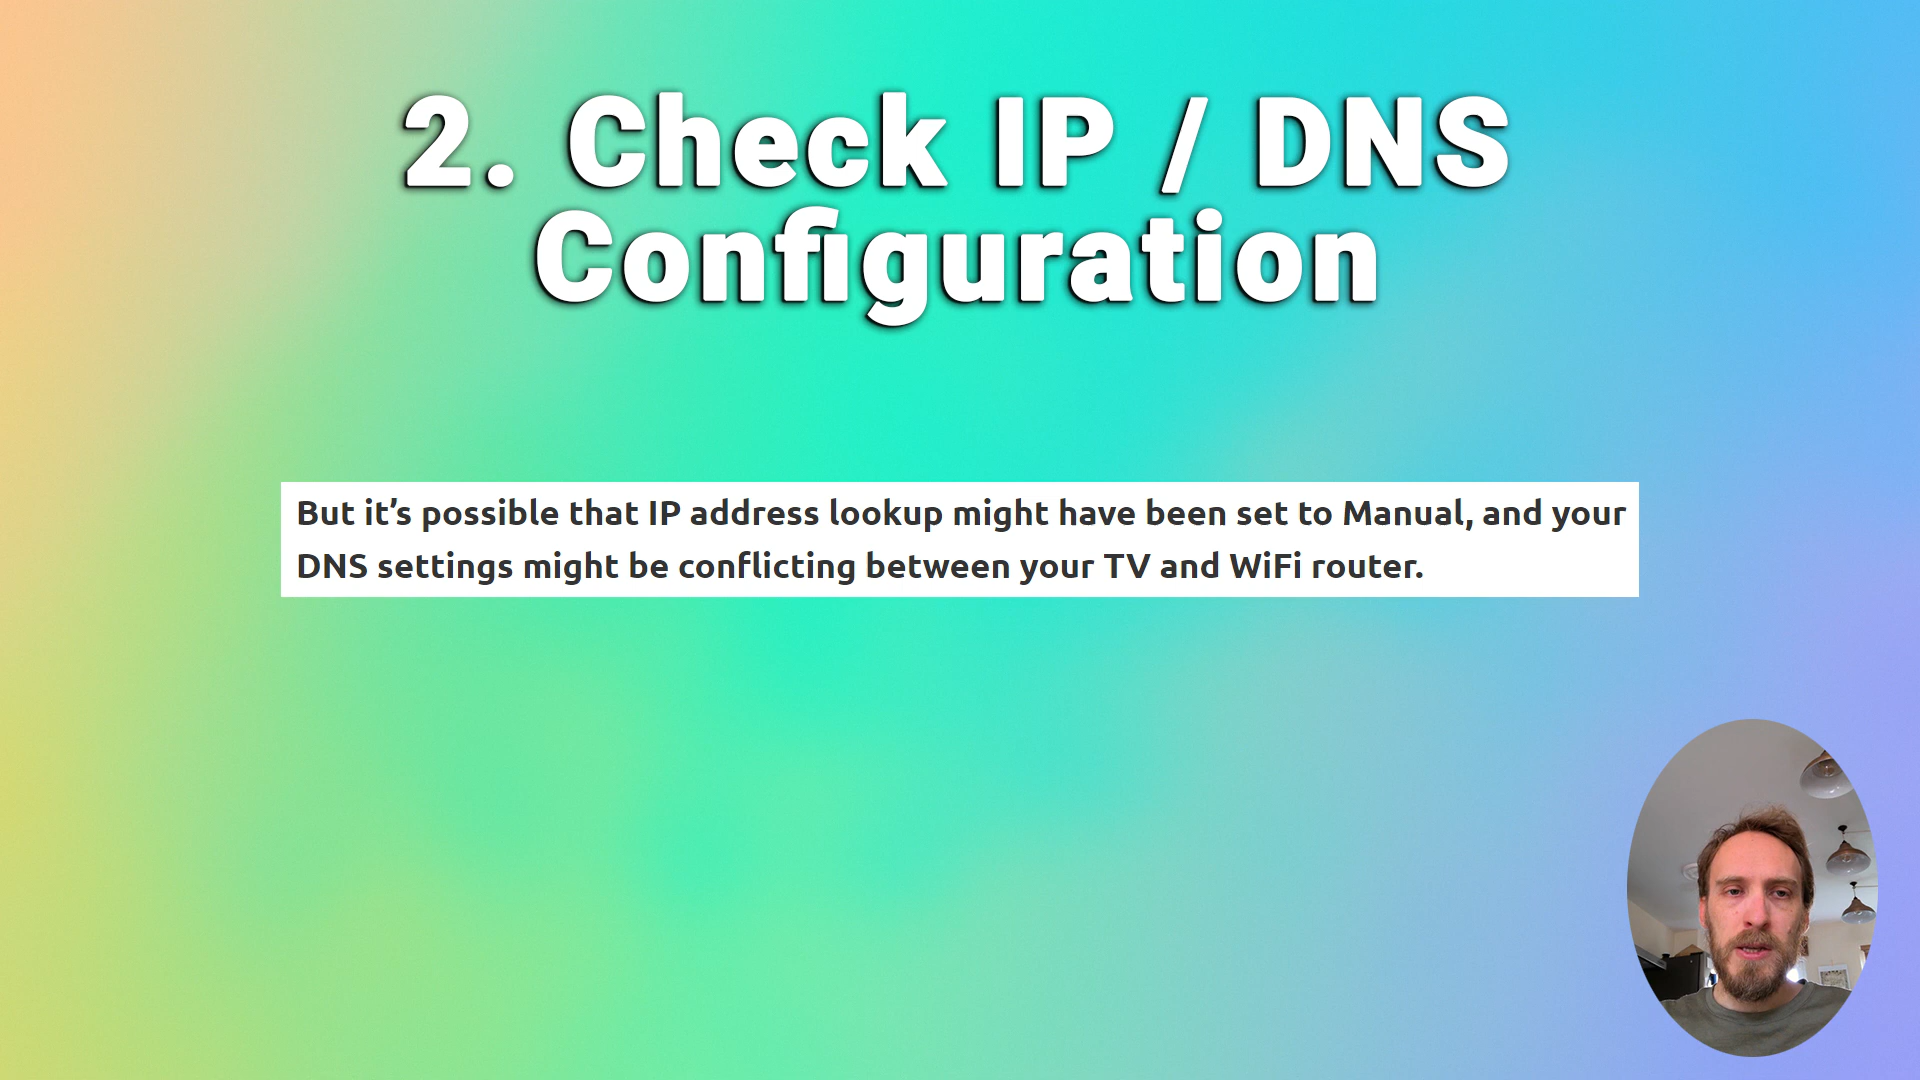 2. Check IP / DNS
Configuration
But it’s possible that IP address lookup might have been set to Manual, and your
DNS settings might be conflicting between your TV and WiFi router.